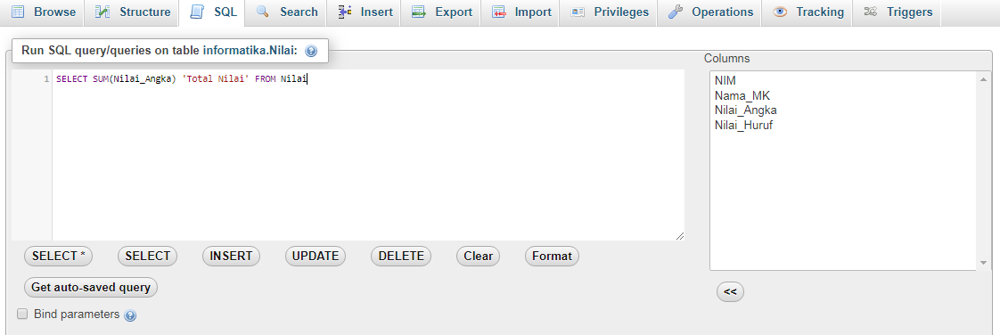 Browse Structure SQL Search Insert Export Import Privileges Operations Tracking Triggers
Run SQL query/queries on table informatika.Nilai:
1 SELECT SUM(Nilai_Angka) 'Total Nilai' FROM Nilai
Columns
NIM
Nama_MK
Nilai_Angka
Nilai_Huruf
SELECT * SELECT INSERT UPDATE DELETE Clear Format
Get auto-saved query
<<
Bind parameters